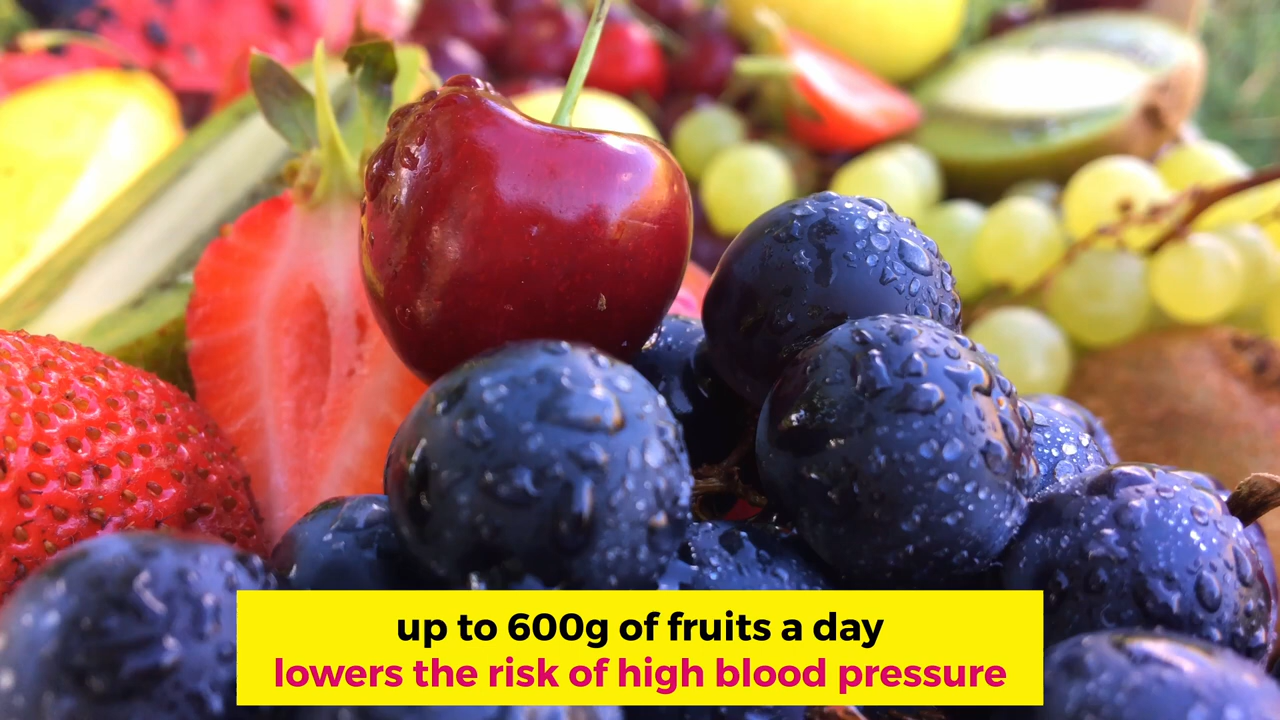 up to 600g of fruits a day
lowers the risk of high blood pressure